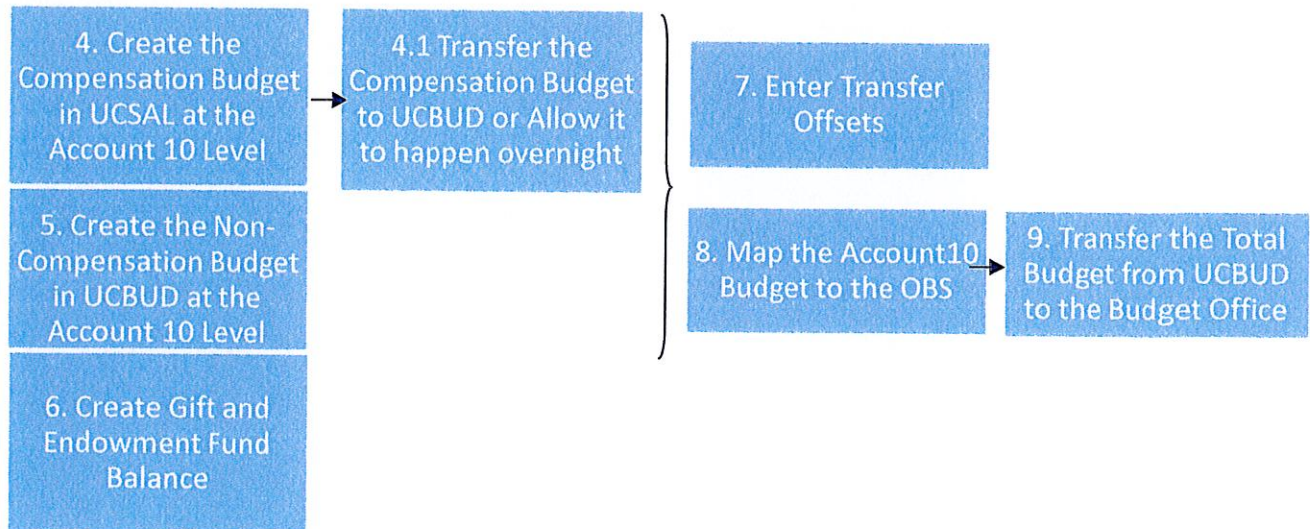 4. Create the
Compensation Budget
in UCSAL at the
Account 10 Level
4.1 Transfer the
Compensation Budget
to UCBUD or Allow it
to happen overnight
5. Create the Non-
Compensation Budget
in UCBUD at the
Account 10 Level
6. Create Gift and
Endowment Fund
Balance
7. Enter Transfer
Offsets
8. Map the Account10
Budget to the OBS
9. Transfer the Total
Budget from UCBUD
to the Budget Office